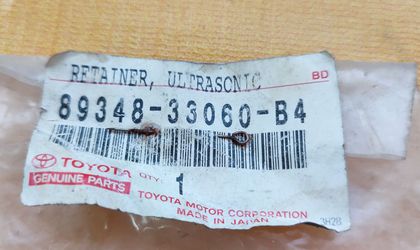 RETAINER, ULTRASONIC BD
89348-33060-B4
TOYOTA QTY. 1
GENUINE PARTS
TOYOTA MOTOR CORPORATION
MADE IN JAPAN